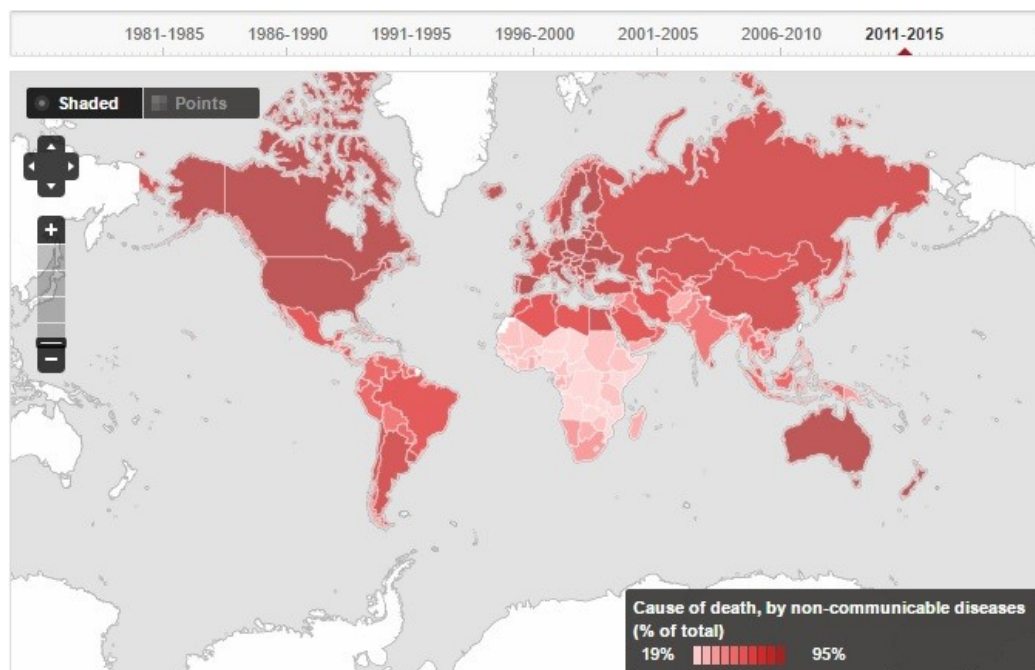 1981-1985 1986-1990 1991-1995 1996-2000 2001-2005 2006-2010 2011-2015
Shaded Points
+
−
Cause of death, by non-communicable diseases
(% of total)
19% 95%